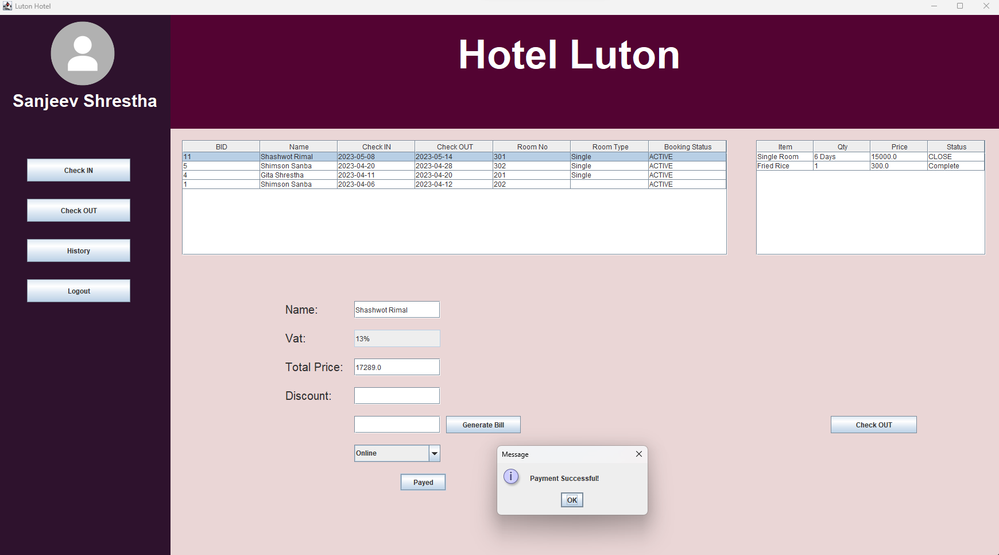 Luton Hotel
Hotel Luton
Sanjeev Shrestha
Check IN
Check OUT
History
Logout
BID Name Check IN Check OUT Room No Room Type Booking Status
11 Shashwot Rimal 2023-05-08 2023-05-14 301 Single ACTIVE
5 Shimson Sanba 2023-04-20 2023-04-28 302 Single ACTIVE
4 Gita Shrestha 2023-04-11 2023-04-20 201 Single ACTIVE
1 Shimson Sanba 2023-04-06 2023-04-12 202 ACTIVE
Item Qty Price Status
Single Room 6 Days 15000.0 CLOSE
Fried Rice 1 300.0 Complete
Name: Shashwot Rimal
Vat: 13%
Total Price: 17289.0
Discount:
Generate Bill
Check OUT
Online
Payed
Message
Payment Successful!
OK